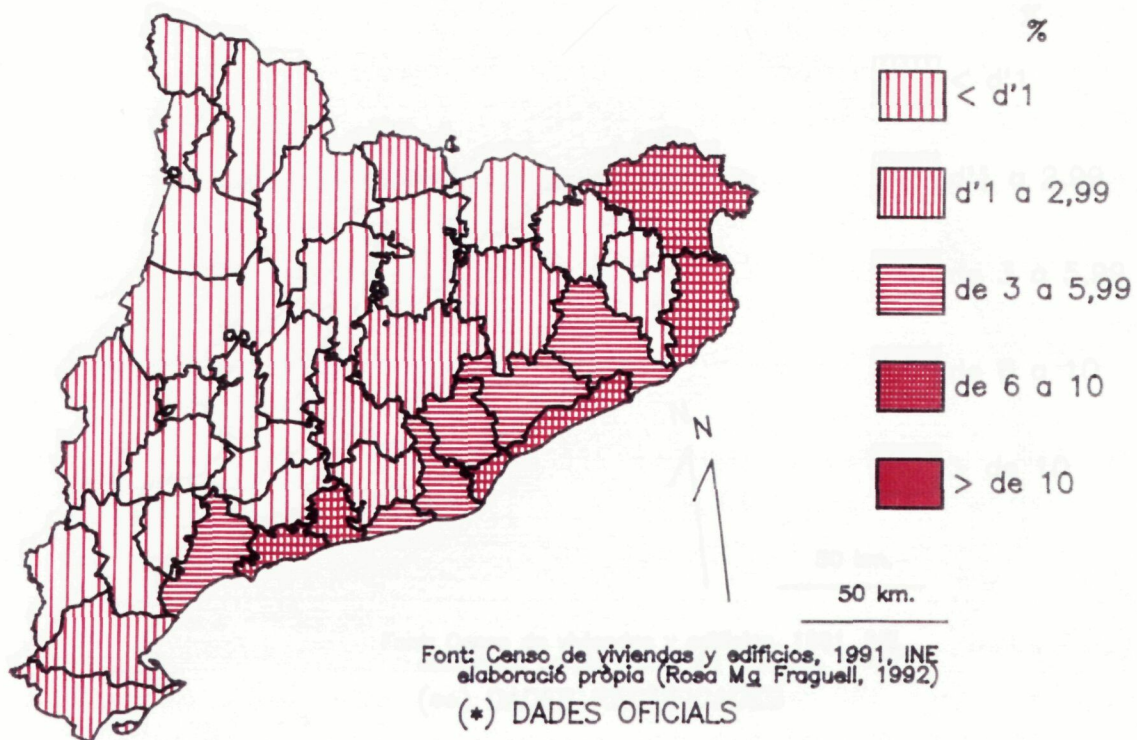 %
< d'1
d'1 a 2,99
de 3 a 5,99
de 6 a 10
> de 10
N
50 km.
Font: Censo de viviendas y edificios, 1991, INE
elaboració pròpia (Rosa Mª Fraguell, 1992)
(*) DADES OFICIALS